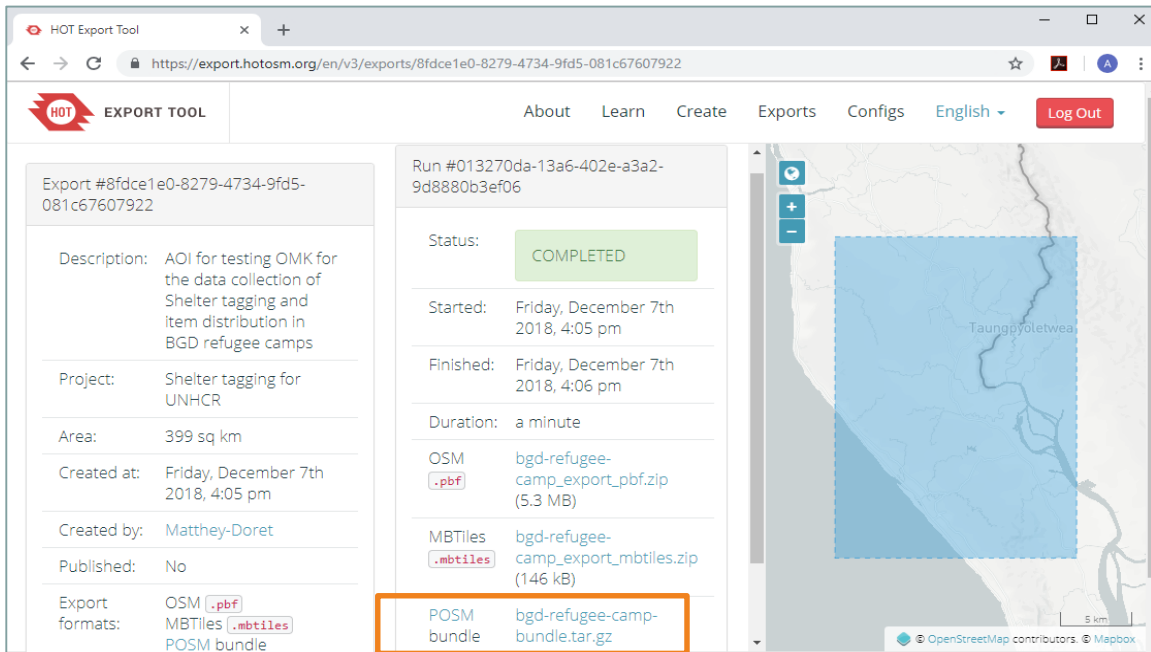 HOT Export Tool
https://export.hotosm.org/en/v3/exports/8fdce1e0-8279-4734-9fd5-081c67607922
A
HOT
EXPORT TOOL
About Learn Create Exports Configs English Log Out
Export #8fdce1e0-8279-4734-9fd5-
081c67607922
Description: AOI for testing OMK for
the data collection of
Shelter tagging and
item distribution in
BGD refugee camps
Project: Shelter tagging for
UNHCR
Area: 399 sq km
Created at: Friday, December 7th
2018, 4:05 pm
Created by: Matthey-Doret
Published: No
Export OSM .pbf
formats: MBTiles .mbtiles
POSM bundle
Run #013270da-13a6-402e-a3a2-
9d8880b3ef06
Status: COMPLETED
Started: Friday, December 7th
2018, 4:05 pm
Finished: Friday, December 7th
2018, 4:06 pm
Duration: a minute
OSM bgd-refugee-
.pbf camp_export_pbf.zip
(5.3 MB)
MBTiles bgd-refugee-
.mbtiles camp_export_mbtiles.zip
(146 kB)
POSM bgd-refugee-camp-
bundle bundle.tar.gz
+
−
Taungpyoletwea
5 km
© OpenStreetMap contributors. © Mapbox